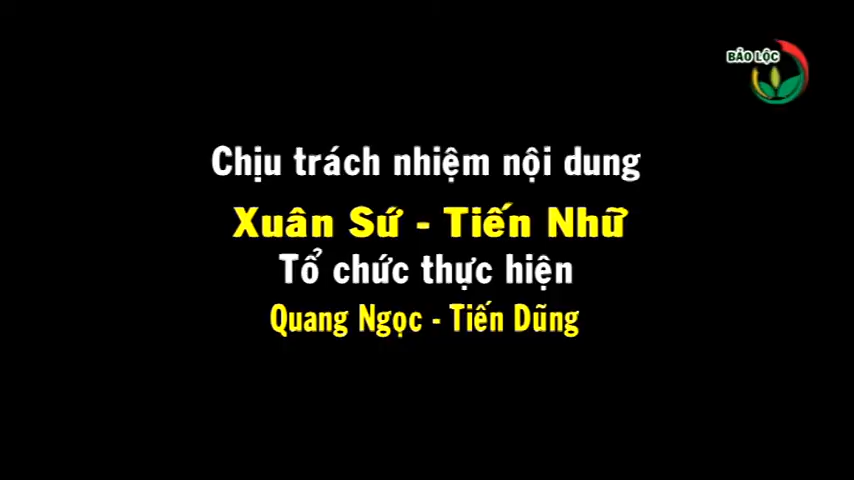 BẢO LỘC
Chịu trách nhiệm nội dung
Xuân Sứ - Tiến Nhữ
Tổ chức thực hiện
Quang Ngọc - Tiến Dũng